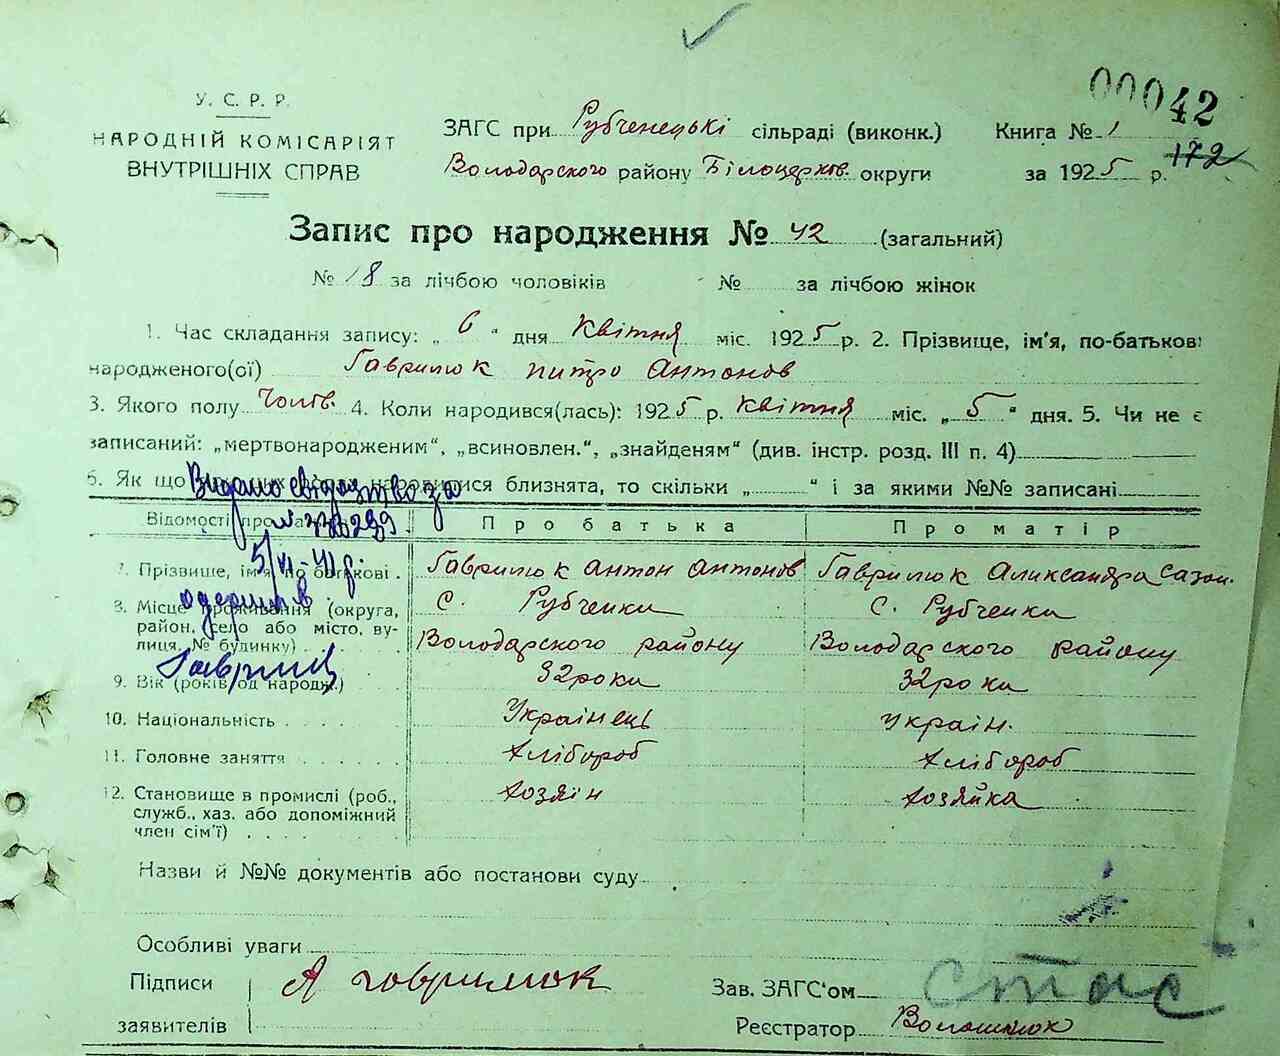 00042
172
У. С. Р. Р.
НАРОДНІЙ КОМІСАРІЯТ
ВНУТРІШНІХ СПРАВ
ЗАГС при Рубченецькі сільраді (виконк.) Книга № 1
Володарского району Білоцерков. округи за 1925 р.
Запис про народження № 42 (загальний)
№ 18 за лічбою чоловіків № за лічбою жінок
1. Час складання запису: „ 6 “ дня Квітня міс. 1925 р. 2. Прізвище, ім'я, по-батькові
народженого(ої) Гаврилюк питро Антонов
3. Якого полу 4. Коли народився(лась): 1925 р. Квітня міс. „ 5 “ дня. 5. Чи не є
записаний: „мертвонародженим“, „всиновлен.“, „знайденям“ (див. інстр. розд. III п. 4)
6. Як що народилися близнята, то скільки „ “ і за якими №№ записані
Видано свідоцтво за
5/VI-41 р.
одержив
Відомості про Про батька Про матір
7. Прізвище, ім'я по батькові . Гаврилюк Антон Антонов Гаврилюк Александра Сазон.
8. Місце проживання (округа, с. Рубченки с. Рубченки
район, село або місто, ву-
лиця, № будинку) Володарского району Володарского району
9. Вік (років од народж.) 32 роки 32 роки
10. Національність . . . . Українець україн.
11. Головне заняття . . . . . Хлібороб Хлібороб
12. Становище в промислі (роб., хозяін хозяйка
служб., хаз. або допоміжний
член сім'ї) . . . .
Назви й №№ документів або постанови суду
Особливі уваги
Підписи А гаврилюк Зав. ЗАГС'ом
заявителів Реєстратор Волошинюк